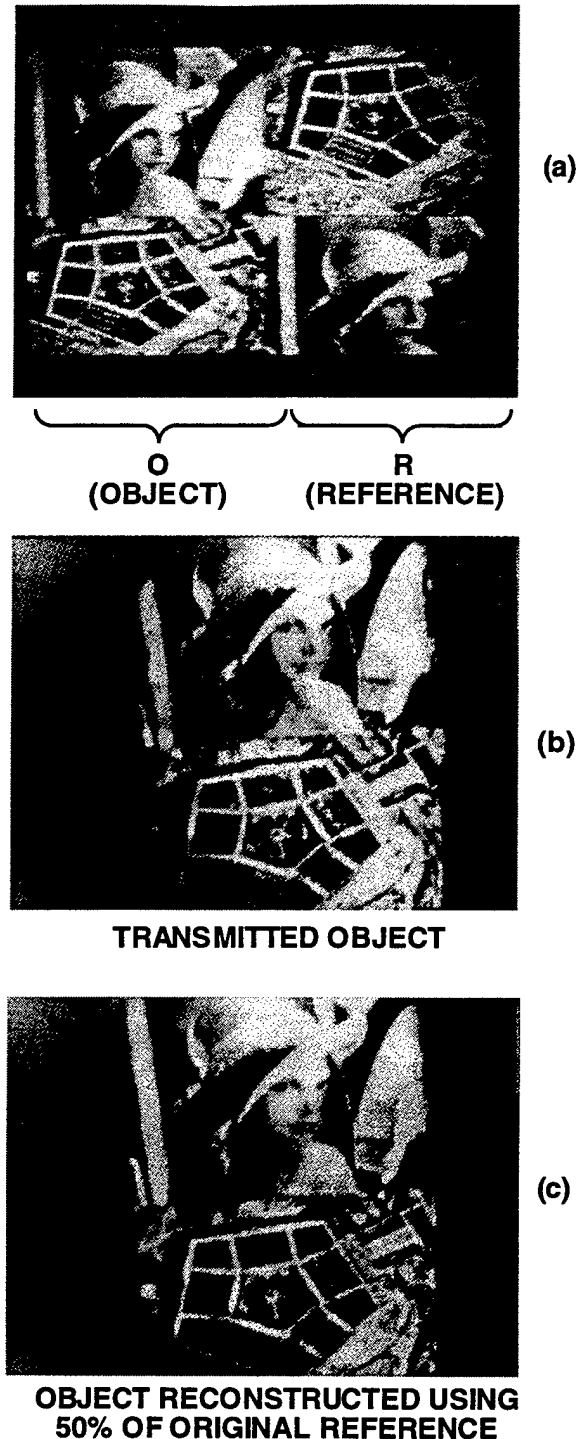 (a)
O
(OBJECT)
R
(REFERENCE)
(b)
TRANSMITTED OBJECT
(c)
OBJECT RECONSTRUCTED USING
50% OF ORIGINAL REFERENCE